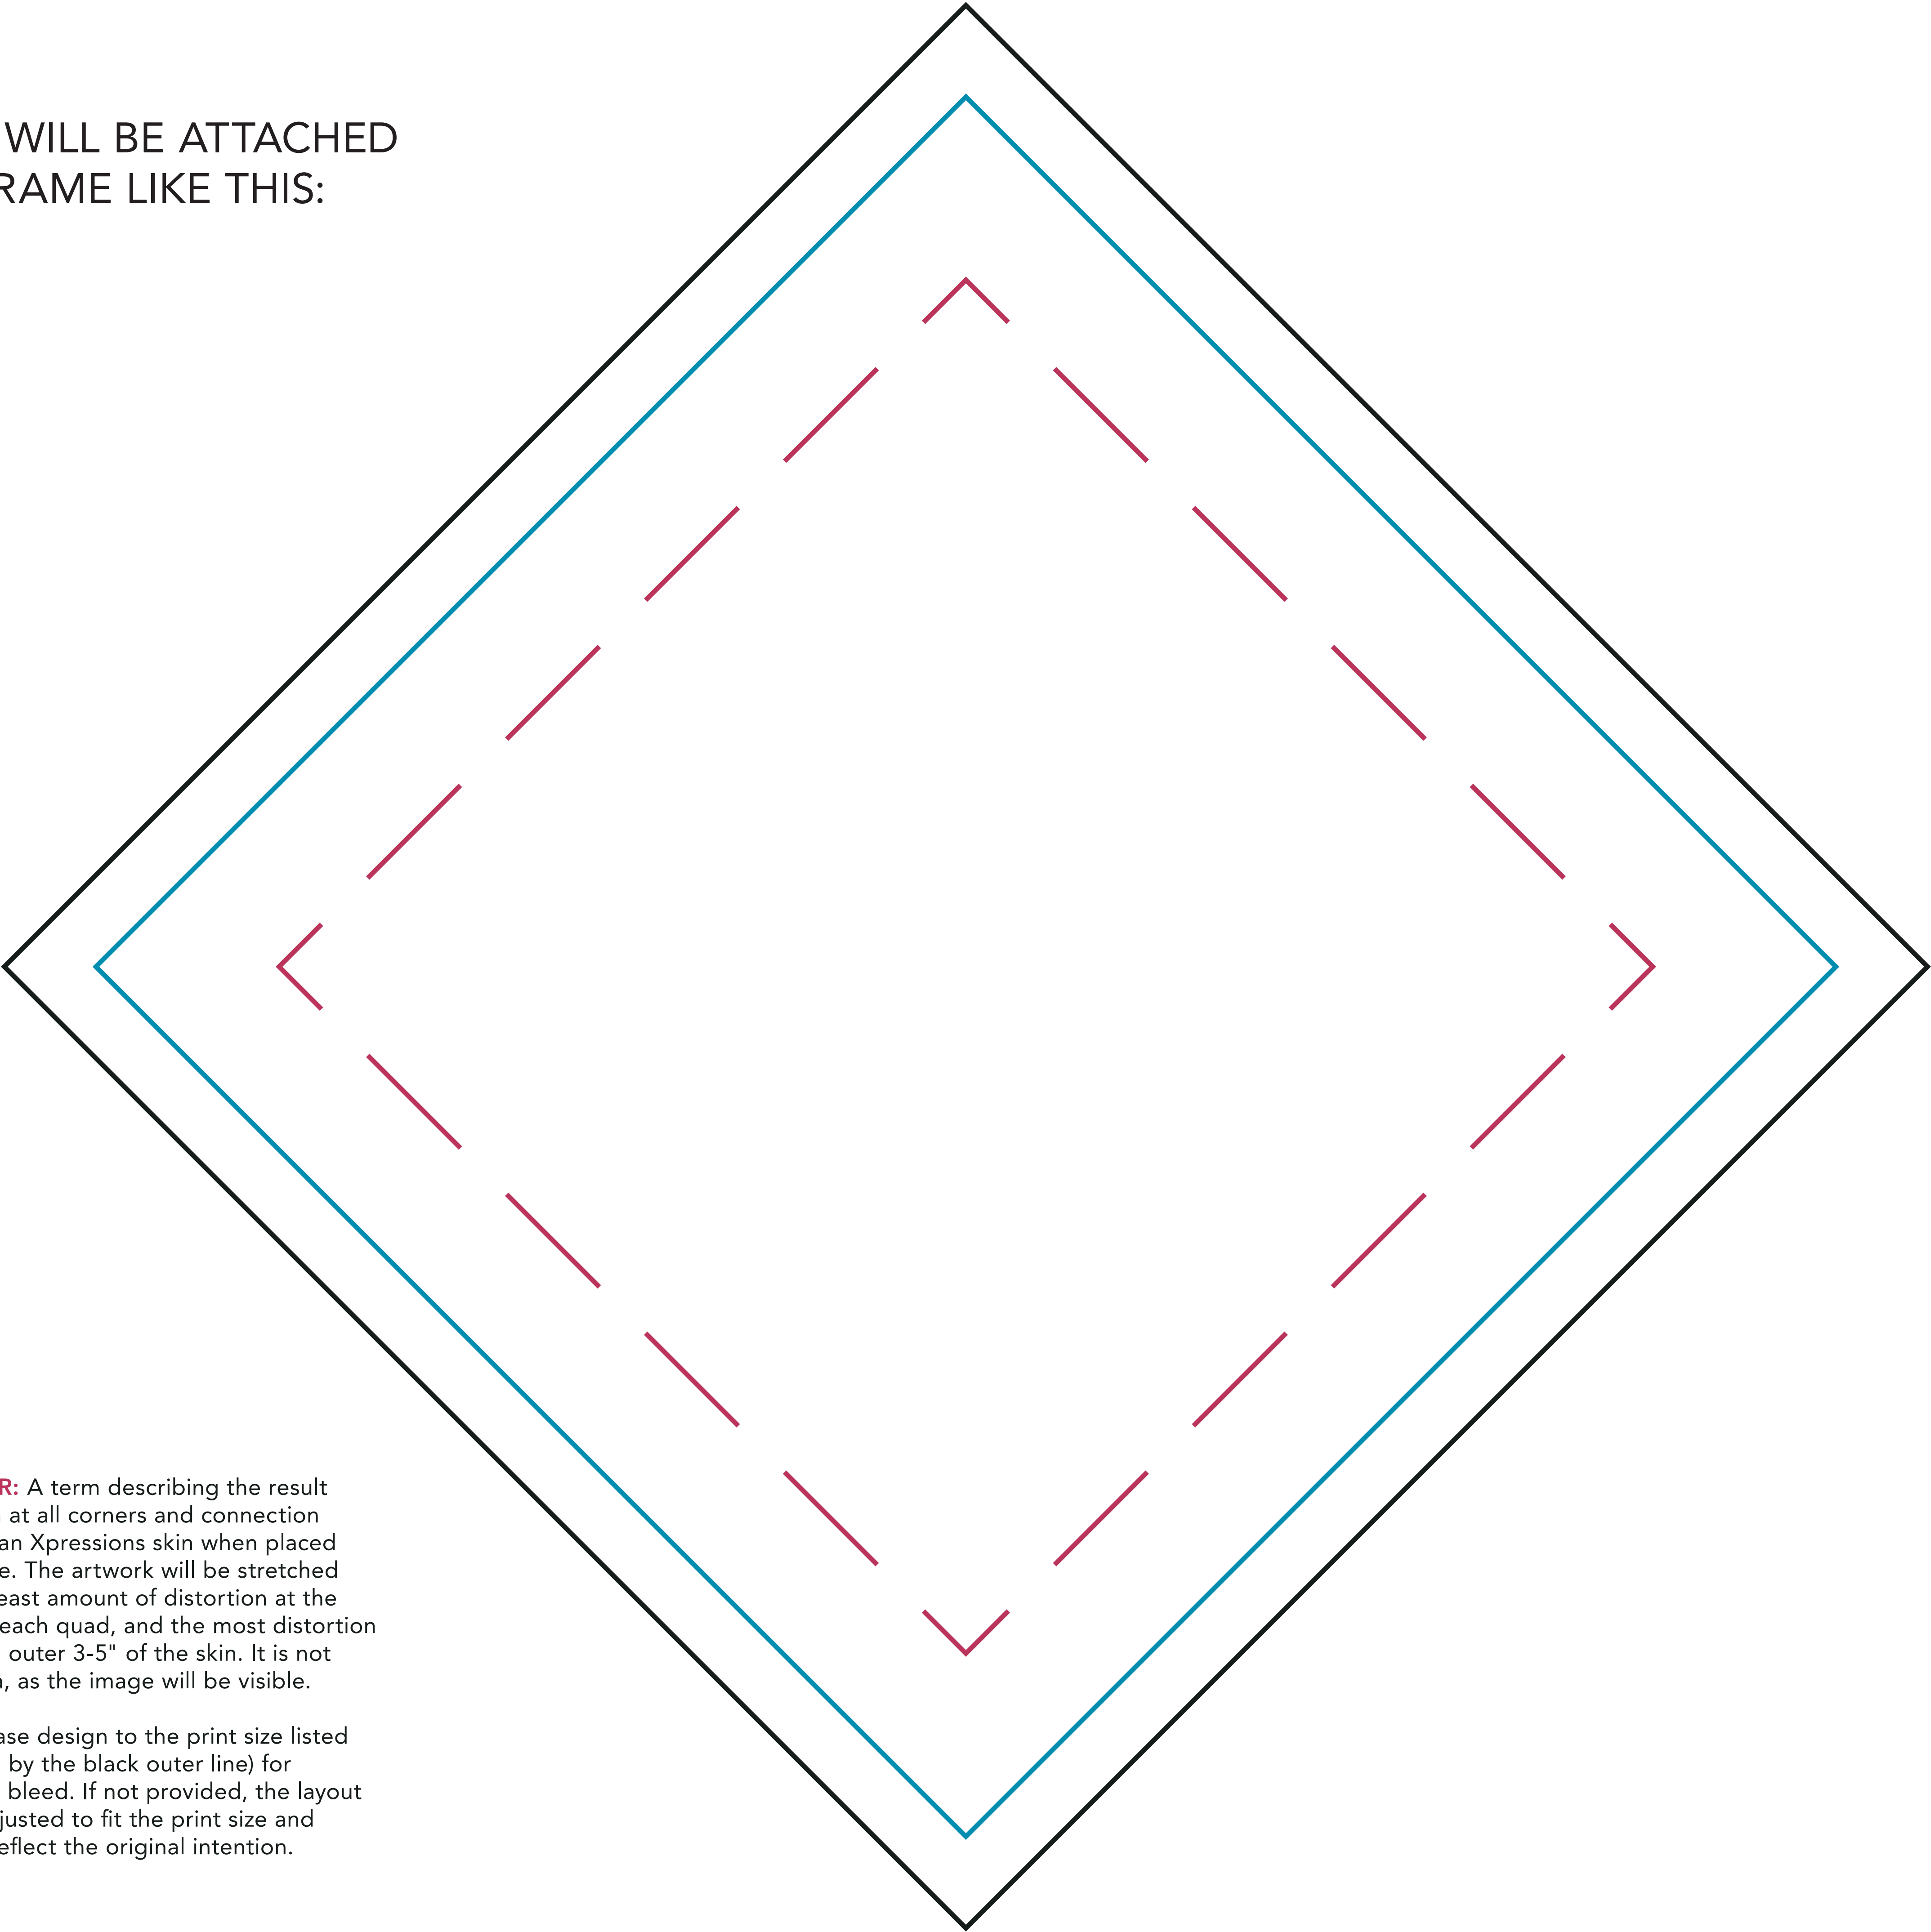 WILL BE ATTACHED
RAME LIKE THIS:
R: A term describing the result
at all corners and connection
an Xpressions skin when placed
e. The artwork will be stretched
east amount of distortion at the
each quad, and the most distortion
outer 3-5" of the skin. It is not
, as the image will be visible.
ase design to the print size listed
by the black outer line) for
bleed. If not provided, the layout
justed to fit the print size and
eflect the original intention.